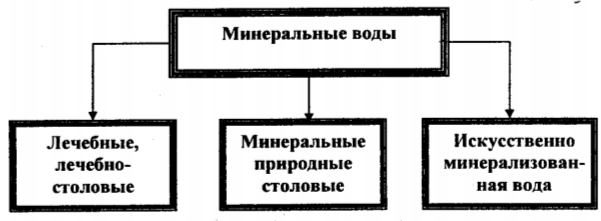 Минеральные воды
Лечебные,
лечебно-
столовые
Минеральные
природные
столовые
Искусственно
минерализован-
ная вода